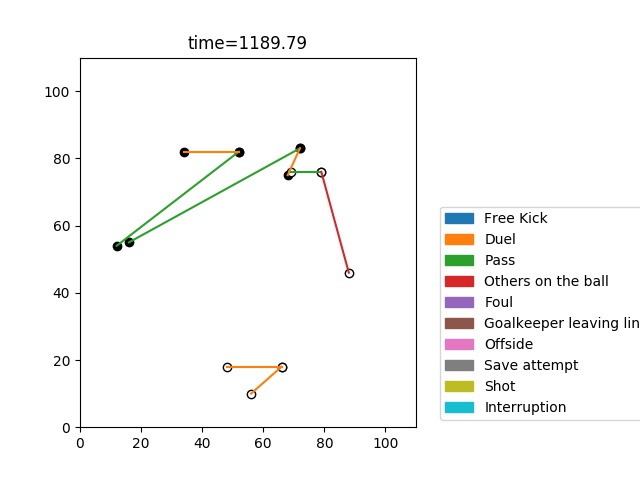 time=1189.79
100
80
60
40
20
0
0 20 40 60 80 100
Free Kick
Duel
Pass
Others on the ball
Foul
Goalkeeper leaving lin
Offside
Save attempt
Shot
Interruption